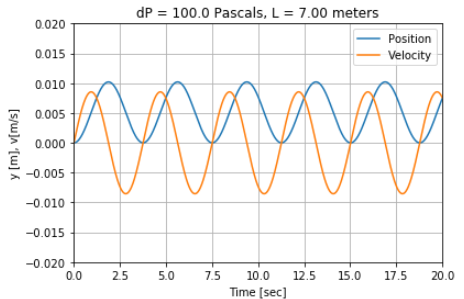 dP = 100.0 Pascals, L = 7.00 meters
0.020
0.015
0.010
0.005
0.000
−0.005
−0.010
−0.015
−0.020
y [m], v[m/s]
Position
Velocity
0.0 2.5 5.0 7.5 10.0 12.5 15.0 17.5 20.0
Time [sec]